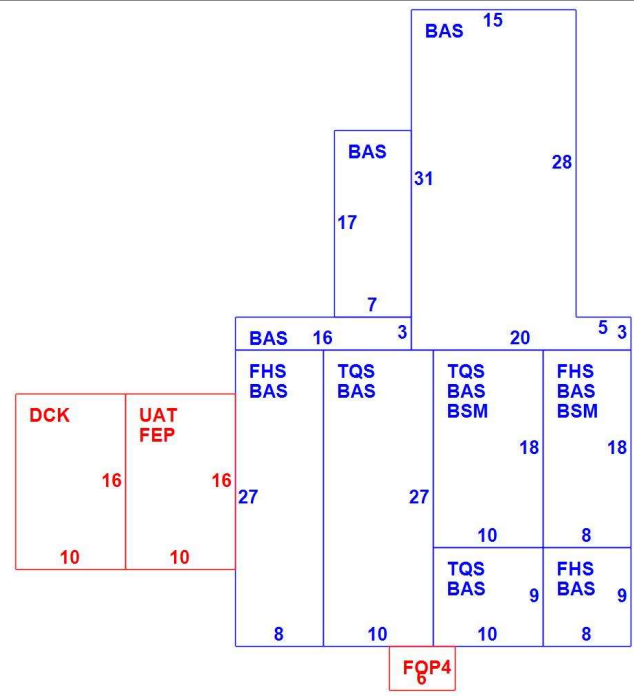 15
BAS
BAS
28
31
17
7
5 3
BAS 16 3
20
FHS
BAS
TQS
BAS
TQS
BAS
BSM
FHS
BAS
BSM
DCK
UAT
FEP
18
18
16
16
27
27
10
8
10
10
TQS
BAS
FHS
BAS
9
9
8
10
10
8
FOP4
6